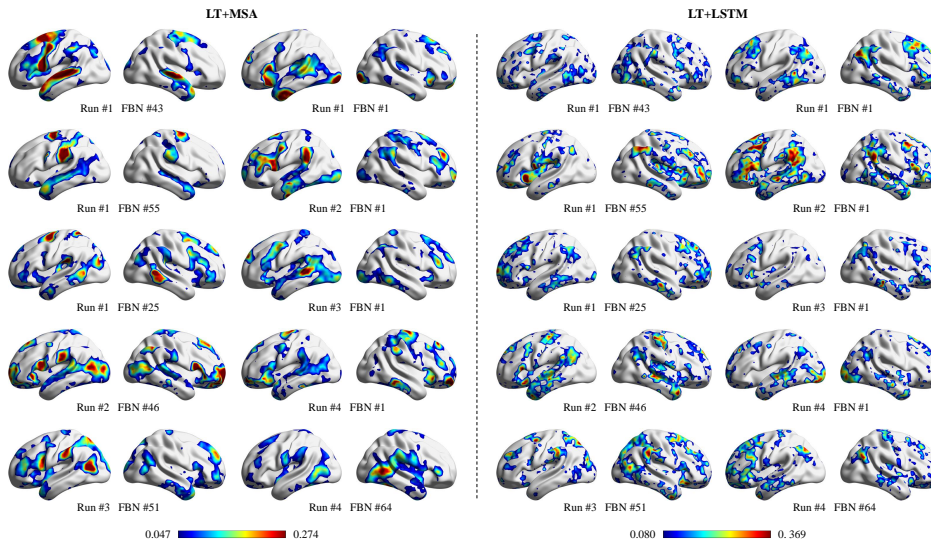 LT+MSA LT+LSTM
Run #1 FBN #43 Run #1 FBN #1 Run #1 FBN #43 Run #1 FBN #1
Run #1 FBN #55 Run #2 FBN #1 Run #1 FBN #55 Run #2 FBN #1
Run #1 FBN #25 Run #3 FBN #1 Run #1 FBN #25 Run #3 FBN #1
Run #2 FBN #46 Run #4 FBN #1 Run #2 FBN #46 Run #4 FBN #1
Run #3 FBN #51 Run #4 FBN #64 Run #3 FBN #51 Run #4 FBN #64
0.047 0.274 0.080 0. 369